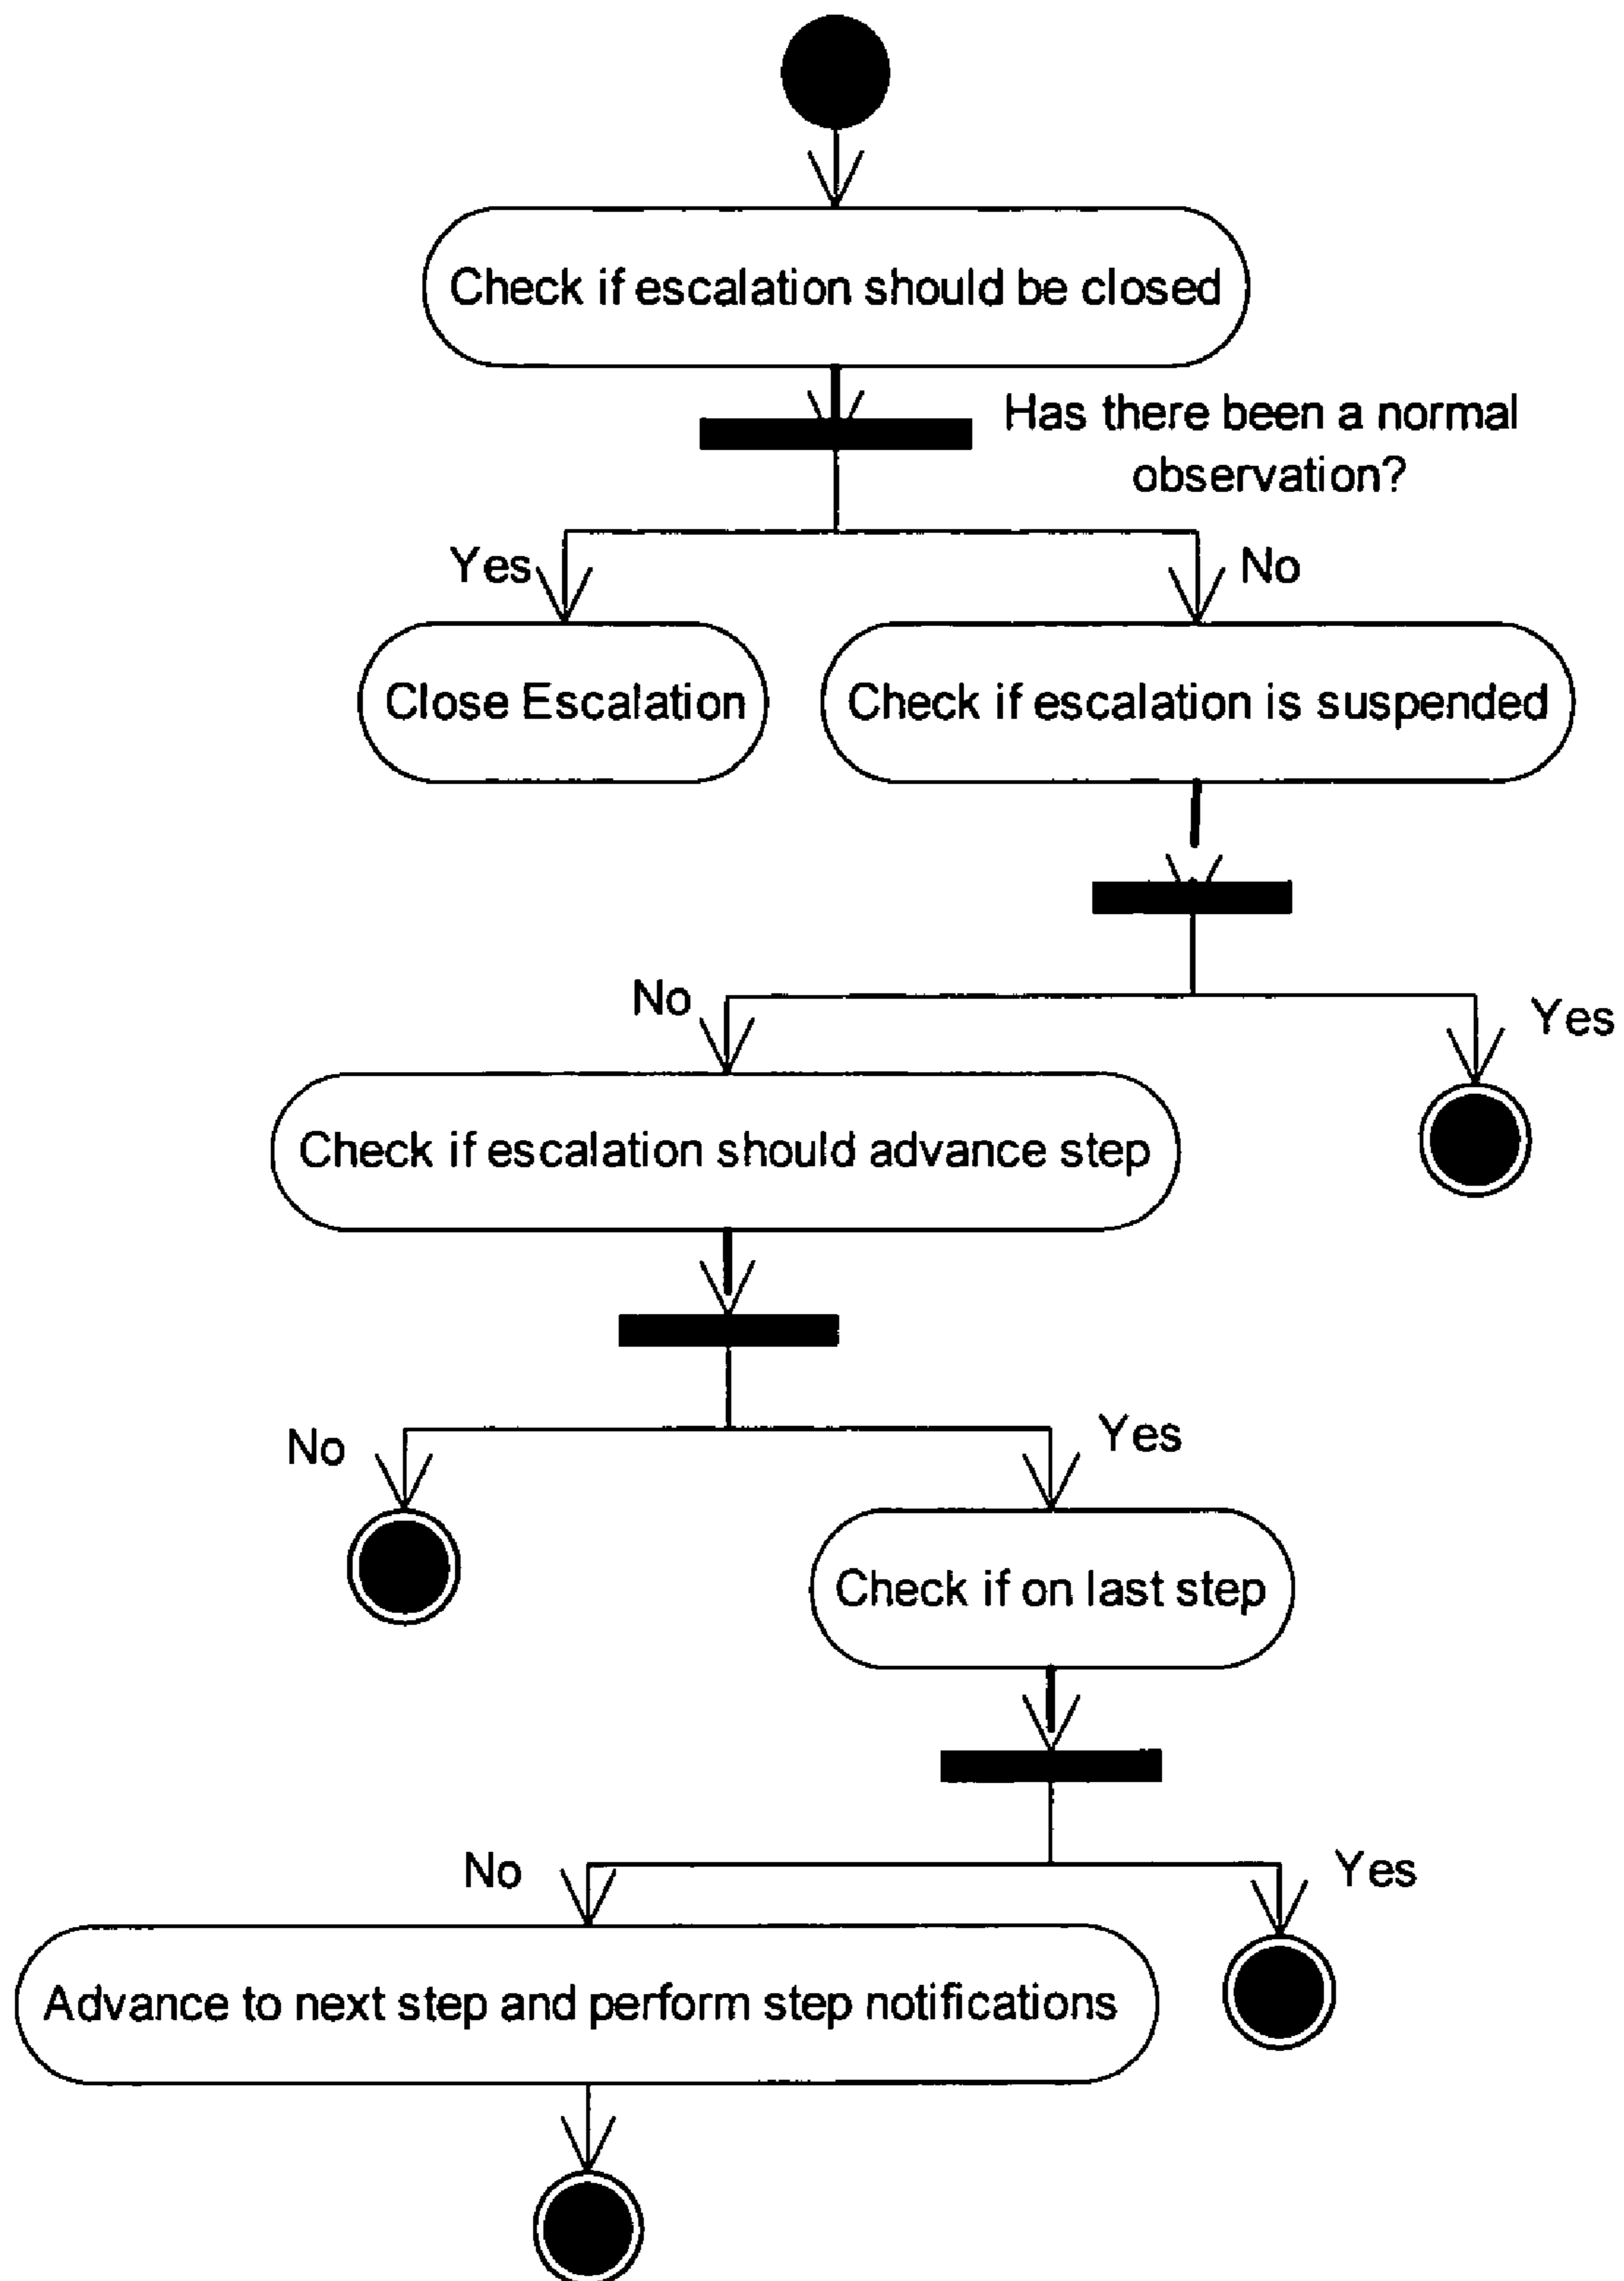 Check if escalation should be closed
Has there been a normal
observation?
Yes
No
Close Escalation
Check if escalation is suspended
No
Yes
Check if escalation should advance step
No
Yes
Check if on last step
No
Yes
Advance to next step and perform step notifications